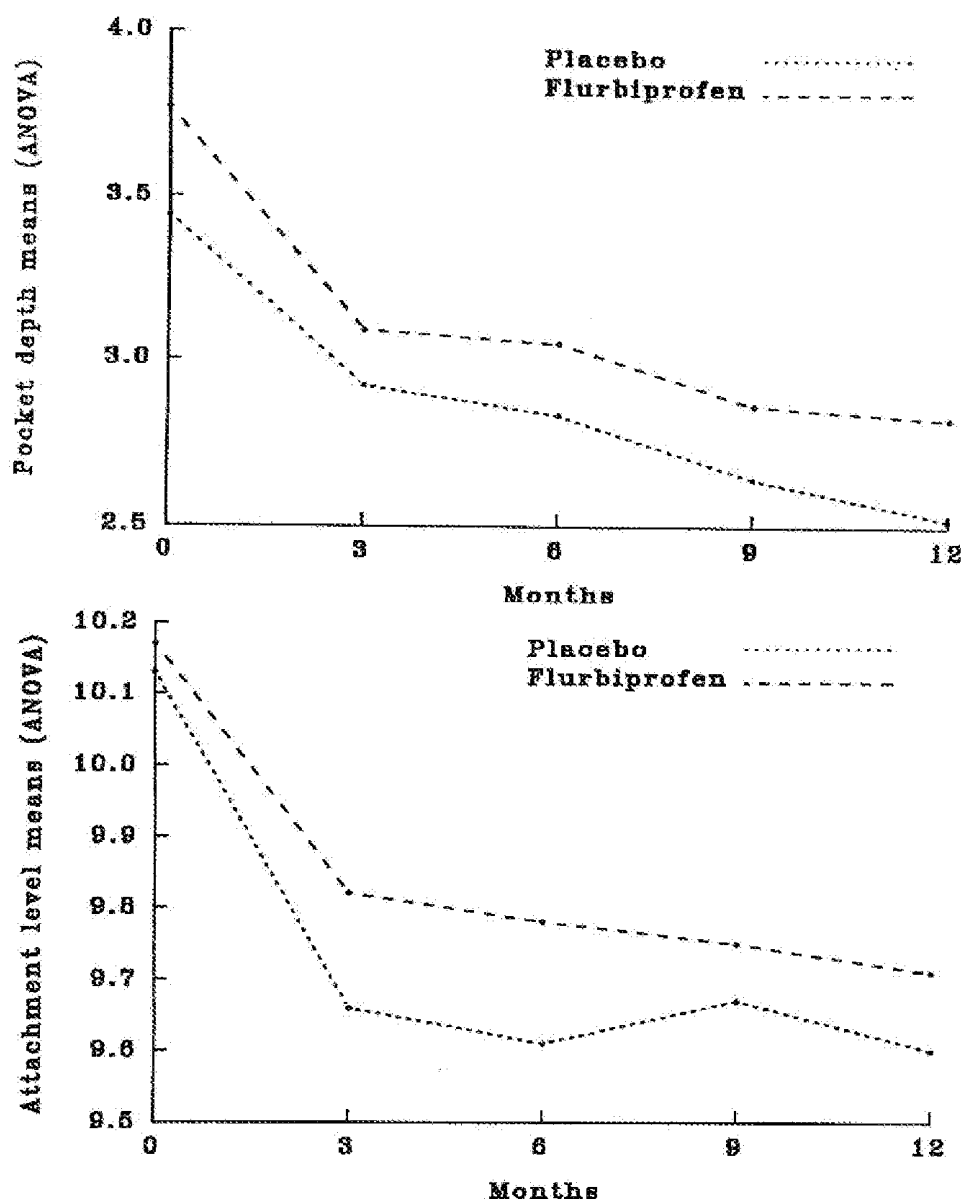 Pocket depth means (ANOVA)
4.0
3.5
3.0
2.5
Placebo
Flurbiprofen
0 3 6 9 12
Months
Attachment level means (ANOVA)
10.2
10.1
10.0
9.9
9.8
9.7
9.6
9.5
Placebo
Flurbiprofen
0 3 6 9 12
Months